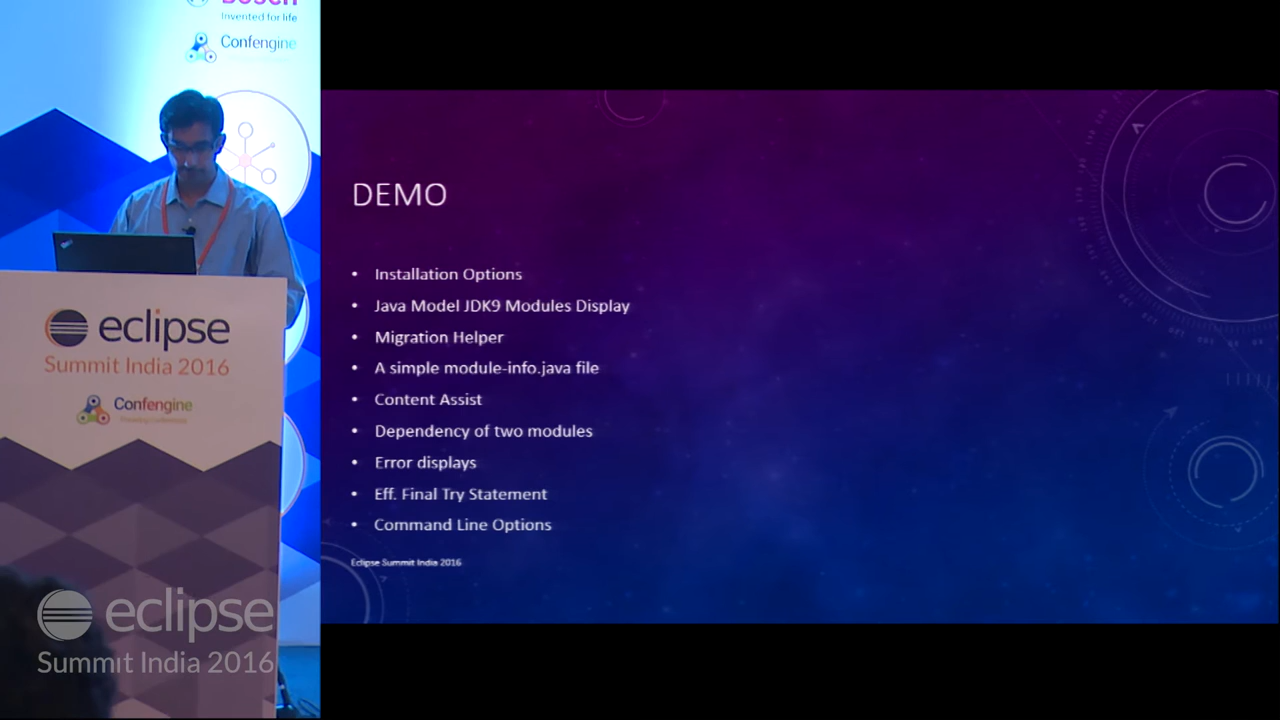 Bosch
Invented for life
Confengine
eclipse
Summit India 2016
Confengine
eclipse
Summit India 2016
DEMO
• Installation Options
• Java Model JDK9 Modules Display
• Migration Helper
• A simple module-info.java file
• Content Assist
• Dependency of two modules
• Error displays
• Eff. Final Try Statement
• Command Line Options
Eclipse Summit India 2016